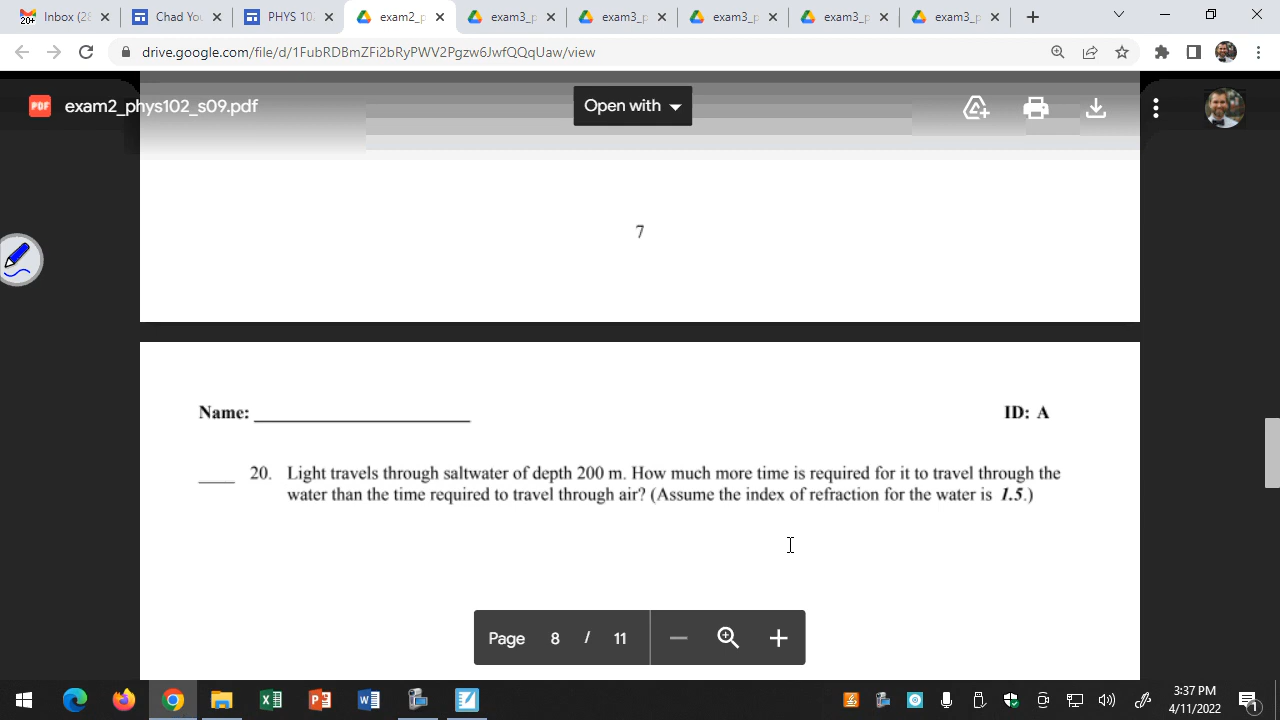 Inbox (28
Chad You
PHYS 102
exam2_p
exam3_p
exam3_p
exam3_p
exam3_p
exam3_p
drive.google.com/file/d/1FubRDBmZFi2bRyPWV2Pgzw6JwfQQqUaw/view
PDF
exam2_phys102_s09.pdf
Open with
7
Name:
ID: A
20. Light travels through saltwater of depth 200 m. How much more time is required for it to travel through the
water than the time required to travel through air? (Assume the index of refraction for the water is 1.5.)
Page 8 / 11
3:37 PM
4/11/2022
1